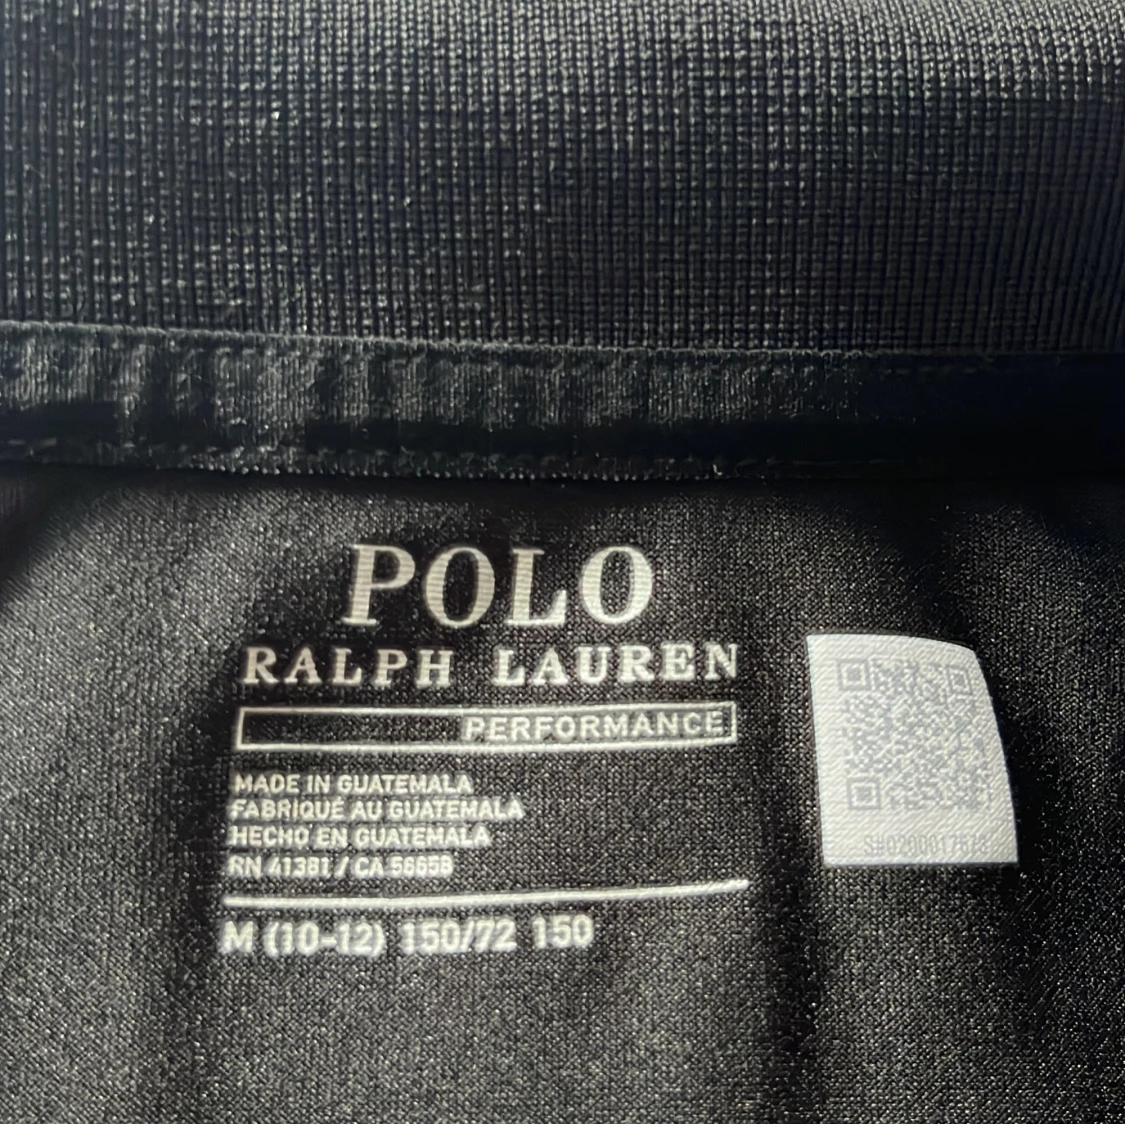 POLO
RALPH LAUREN
PERFORMANCE
MADE IN GUATEMALA
FABRIQUÉ AU GUATEMALA
HECHO EN GUATEMALA
RN 41381 / CA 56658
M (10-12) 150/72 150